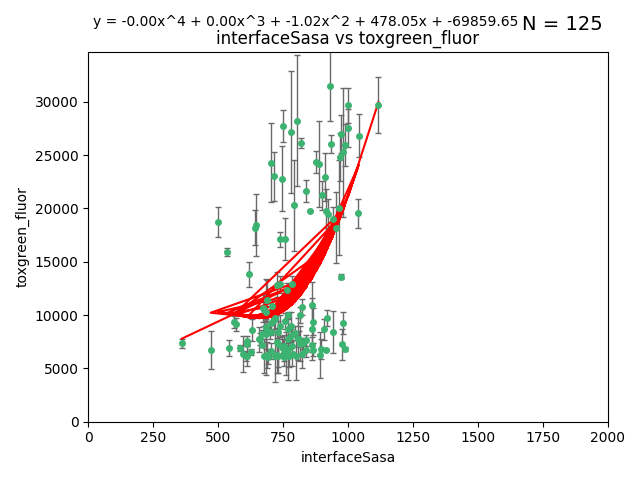 y = -0.00x^4 + 0.00x^3 + -1.02x^2 + 478.05x + -69859.65 N = 125
interfaceSasa vs toxgreen_fluor
30000
25000
20000
15000
10000
5000
0
toxgreen_fluor
0 250 500 750 1000 1250 1500 1750 2000
interfaceSasa